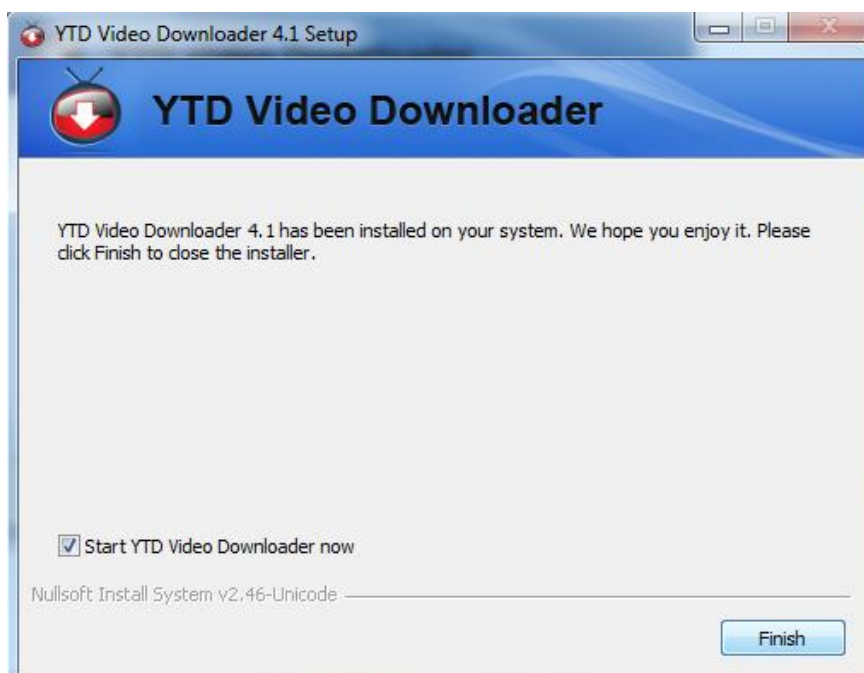 YTD Video Downloader 4.1 Setup
YTD Video Downloader
YTD Video Downloader 4.1 has been installed on your system. We hope you enjoy it. Please
click Finish to close the installer.
Start YTD Video Downloader now
Nullsoft Install System v2.46-Unicode
Finish